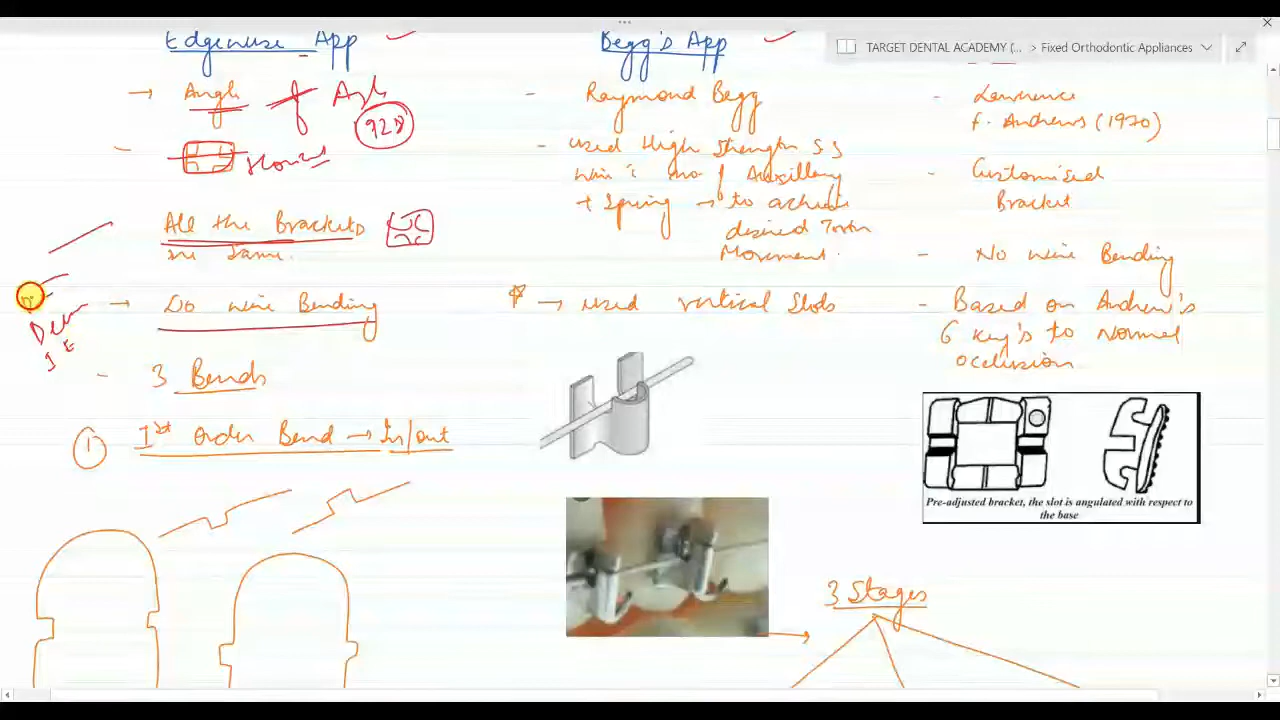 Edgewise App
→ Angle
All the Brackets
are same.
→ Do wire Bending
- 3 Bends
① 1st Order Bend → In/out
Begg's App
- Raymond Begg
- used High Strength S.S
wire
Auxillary
+ Spring → to achieve
desired Tooth
Movement.
→ used vertical Slots
TARGET DENTAL ACADEMY (... > Fixed Orthodontic Appliances
- Lawrence
F. Andrews (1970)
- Customised
Bracket
- No wire Bending
- Based on Andrew's
6 key's to Normal
occlusion
Pre-adjusted bracket, the slot is angulated with respect to
the base
3 Stages